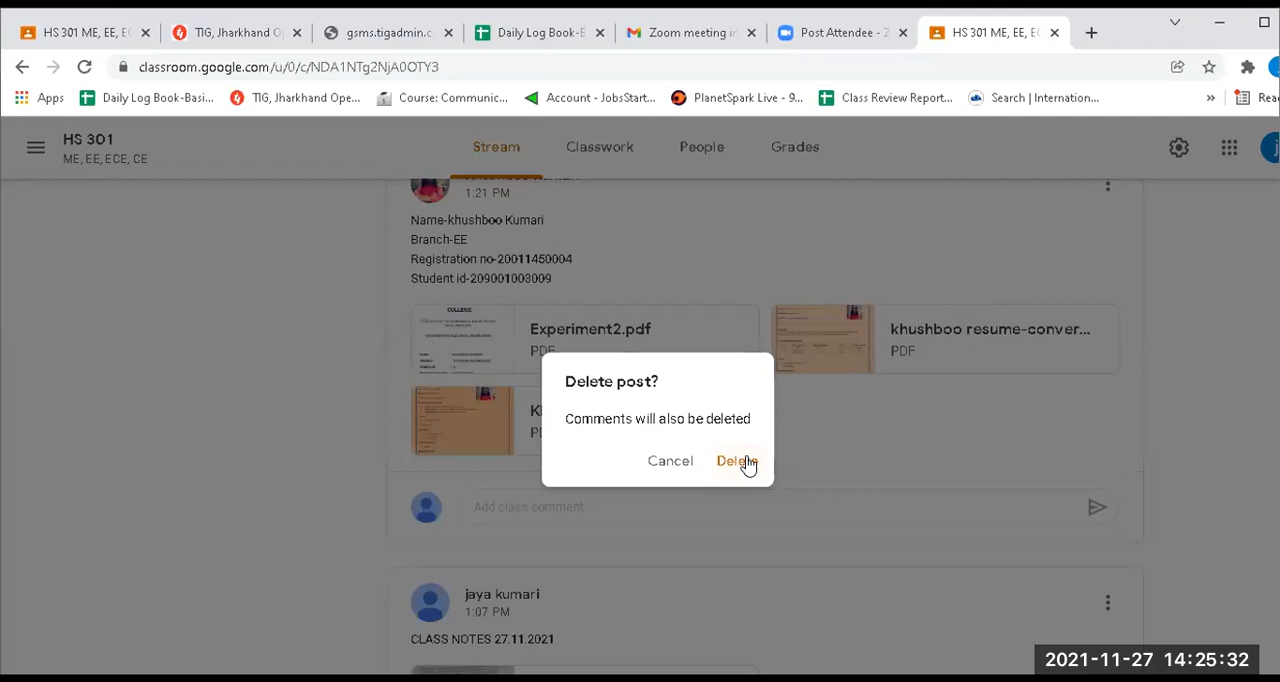 HS 301 ME, EE, EC
TIG, Jharkhand O
gsms.tigadmin.c
Daily Log Book-E
Zoom meeting in
Post Attendee - Z
HS 301 ME, EE, EC
classroom.google.com/u/0/c/NDA1NTg2NjA0OTY3
Apps
Daily Log Book-Basi...
TIG, Jharkhand Ope...
Course: Communic...
Account - JobsStart...
PlanetSpark Live - 9...
Class Review Report...
Search | Internation...
»
Rea
HS 301
ME, EE, ECE, CE
Stream
Classwork
People
Grades
j
1:21 PM
Name-khushboo Kumari
Branch-EE
Registration no-20011450004
Student id-209001003009
COLLEGE
Experiment2.pdf
PDF
khushboo resume-conver...
PDF
Delete post?
Comments will also be deleted
Cancel
Delete
Add class comment
jaya kumari
1:07 PM
CLASS NOTES 27.11.2021
2021-11-27 14:25:32